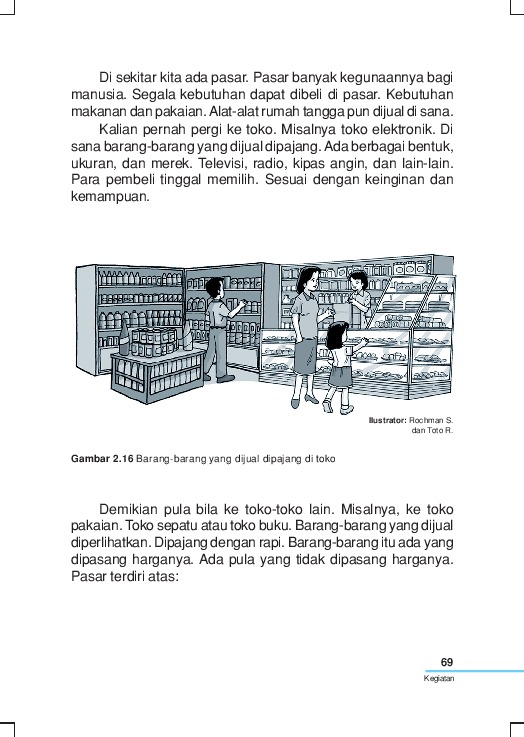 Di sekitar kita ada pasar. Pasar banyak kegunaannya bagi
manusia. Segala kebutuhan dapat dibeli di pasar. Kebutuhan
makanan dan pakaian. Alat-alat rumah tangga pun dijual di sana.
Kalian pernah pergi ke toko. Misalnya toko elektronik. Di
sana barang-barang yang dijual dipajang. Ada berbagai bentuk,
ukuran, dan merek. Televisi, radio, kipas angin, dan lain-lain.
Para pembeli tinggal memilih. Sesuai dengan keinginan dan
kemampuan.
Ilustrator: Rochman S.
dan Toto R.
Gambar 2.16 Barang-barang yang dijual dipajang di toko
Demikian pula bila ke toko-toko lain. Misalnya, ke toko
pakaian. Toko sepatu atau toko buku. Barang-barang yang dijual
diperlihatkan. Dipajang dengan rapi. Barang-barang itu ada yang
dipasang harganya. Ada pula yang tidak dipasang harganya.
Pasar terdiri atas:
69
Kegiatan